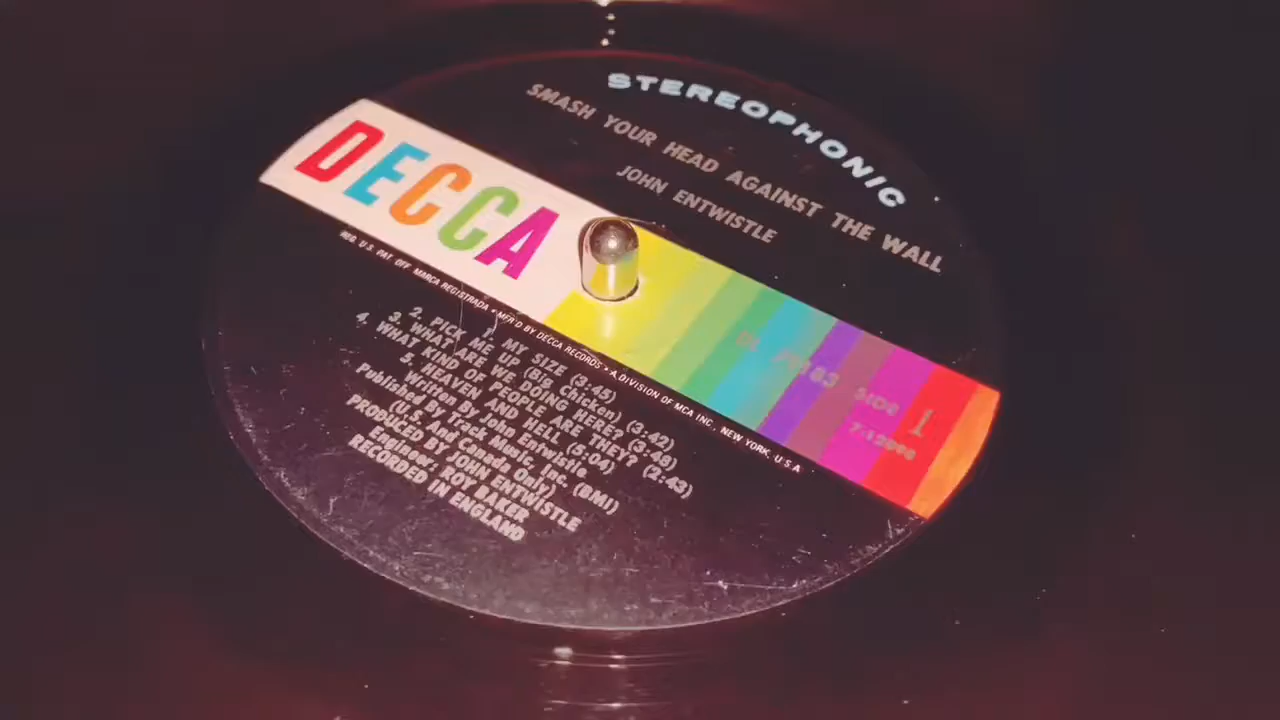 STEREOPHONIC
SMASH YOUR HEAD AGAINST THE WALL
JOHN ENTWISTLE
DECCA
REG. U.S. PAT. OFF. MARCA REGISTRADA • MFR'D BY DECCA RECORDS • A DIVISION OF MCA INC., NEW YORK, U.S.A.
SIDE 1
1. MY SIZE (3:45)
2. PICK ME UP (Big Chicken) (3:42)
3. WHAT ARE WE DOING HERE? (3:48)
4. WHAT KIND OF PEOPLE ARE THEY? (2:43)
5. HEAVEN AND HELL (5:04)
Written By John Entwistle
Published By Track Music, Inc. (BMI)
(U.S. And Canada Only)
PRODUCED BY JOHN ENTWISTLE
Engineer: ROY BAKER
RECORDED IN ENGLAND